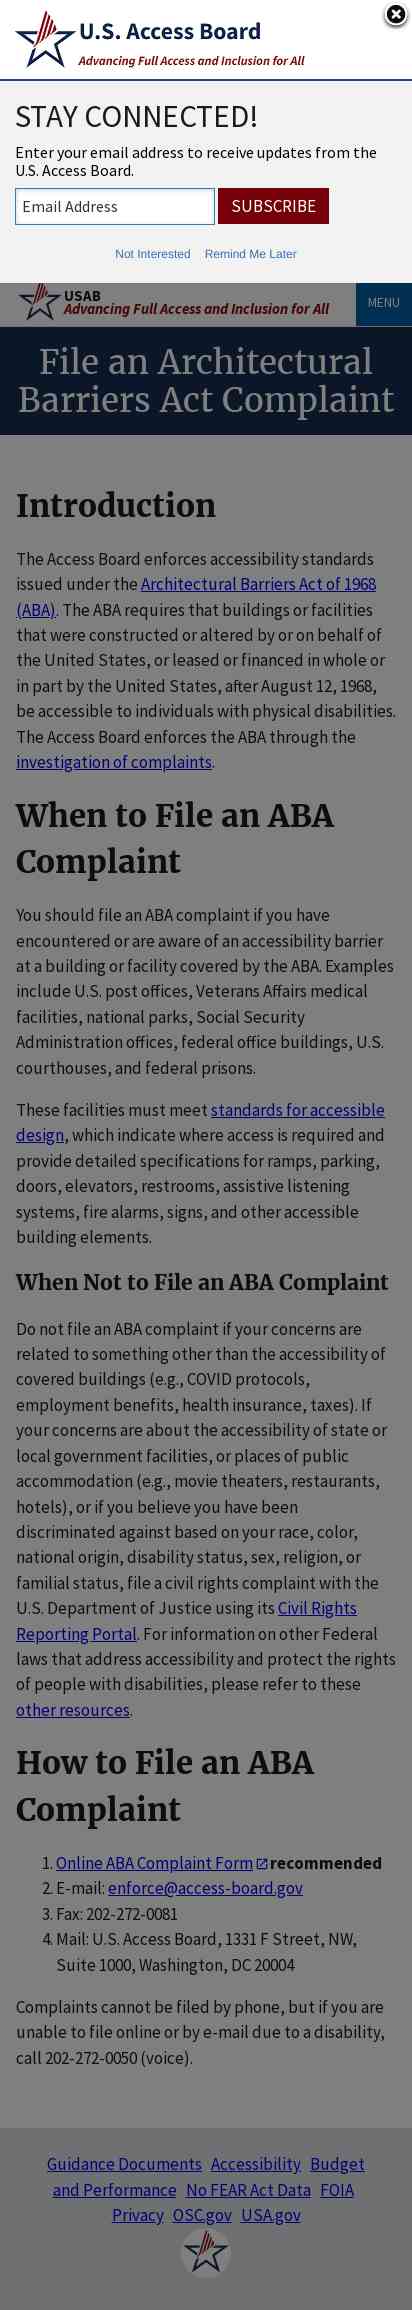 U.S. Access Board
Advancing Full Access and Inclusion for All
STAY CONNECTED!
Enter your email address to receive updates from the
U.S. Access Board.
Email Address
SUBSCRIBE
Not Interested Remind Me Later
USAB
Advancing Full Access and Inclusion for All
MENU
File an Architectural
Barriers Act Complaint
Introduction
The Access Board enforces accessibility standards
issued under the Architectural Barriers Act of 1968
(ABA). The ABA requires that buildings or facilities
that were constructed or altered by or on behalf of
the United States, or leased or financed in whole or
in part by the United States, after August 12, 1968,
be accessible to individuals with physical disabilities.
The Access Board enforces the ABA through the
investigation of complaints.
When to File an ABA
Complaint
You should file an ABA complaint if you have
encountered or are aware of an accessibility barrier
at a building or facility covered by the ABA. Examples
include U.S. post offices, Veterans Affairs medical
facilities, national parks, Social Security
Administration offices, federal office buildings, U.S.
courthouses, and federal prisons.
These facilities must meet standards for accessible
design, which indicate where access is required and
provide detailed specifications for ramps, parking,
doors, elevators, restrooms, assistive listening
systems, fire alarms, signs, and other accessible
building elements.
When Not to File an ABA Complaint
Do not file an ABA complaint if your concerns are
related to something other than the accessibility of
covered buildings (e.g., COVID protocols,
employment benefits, health insurance, taxes). If
your concerns are about the accessibility of state or
local government facilities, or places of public
accommodation (e.g., movie theaters, restaurants,
hotels), or if you believe you have been
discriminated against based on your race, color,
national origin, disability status, sex, religion, or
familial status, file a civil rights complaint with the
U.S. Department of Justice using its Civil Rights
Reporting Portal. For information on other Federal
laws that address accessibility and protect the rights
of people with disabilities, please refer to these
other resources.
How to File an ABA
Complaint
1. Online ABA Complaint Form recommended
2. E-mail: enforce@access-board.gov
3. Fax: 202-272-0081
4. Mail: U.S. Access Board, 1331 F Street, NW,
Suite 1000, Washington, DC 20004
Complaints cannot be filed by phone, but if you are
unable to file online or by e-mail due to a disability,
call 202-272-0050 (voice).
Guidance Documents Accessibility Budget
and Performance No FEAR Act Data FOIA
Privacy OSC.gov USA.gov